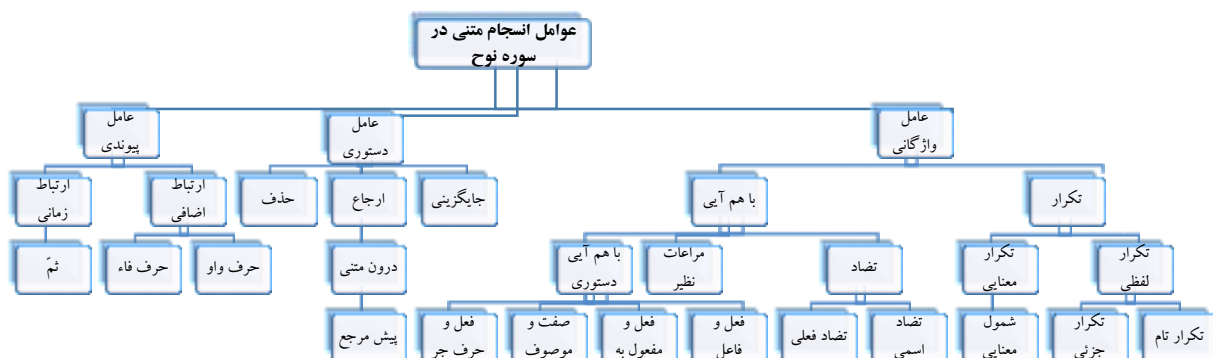 عوامل انسجام متنی در
سوره نوح
عامل
واژگانی
عامل
دستوری
عامل
پیوندی
تکرار
با هم آیی
جایگزینی
ارجاع
حذف
ارتباط
اضافی
ارتباط
زمانی
تکرار
لفظی
تکرار
معنایی
تضاد
مراعات
نظیر
با هم آیی
دستوری
درون متنی
حرف واو
حرف فاء
ثمّ
تکرار تام
تکرار
جزئی
شمول
معنایی
تضاد
اسمی
تضاد فعلی
فعل و
فاعل
فعل و
مفعول به
صفت و
موصوف
فعل و
حرف جر
پیش مرجع